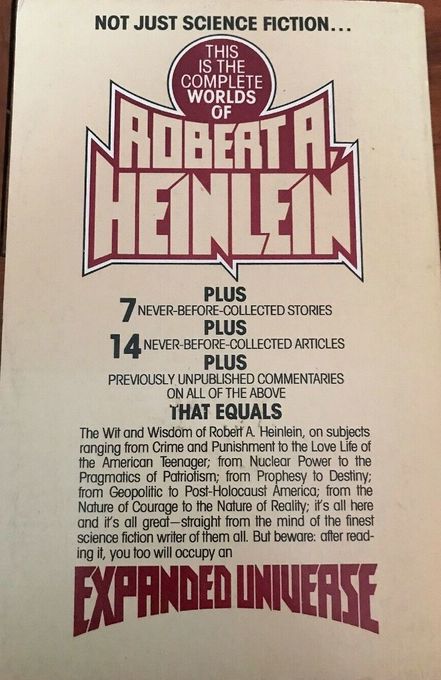 NOT JUST SCIENCE FICTION...
THIS
IS THE
COMPLETE
WORLDS
OF
ROBERT A.
HEINLEIN
PLUS
7 NEVER-BEFORE-COLLECTED STORIES
PLUS
14 NEVER-BEFORE-COLLECTED ARTICLES
PLUS
PREVIOUSLY UNPUBLISHED COMMENTARIES
ON ALL OF THE ABOVE
THAT EQUALS
The Wit and Wisdom of Robert A. Heinlein, on subjects
ranging from Crime and Punishment to the Love Life of
the American Teenager; from Nuclear Power to the
Pragmatics of Patriotism; from Prophesy to Destiny;
from Geopolitic to Post-Holocaust America; from the
Nature of Courage to the Nature of Reality; it's all here
and it's all great—straight from the mind of the finest
science fiction writer of them all. But beware: after read-
ing it, you too will occupy an
EXPANDED UNIVERSE